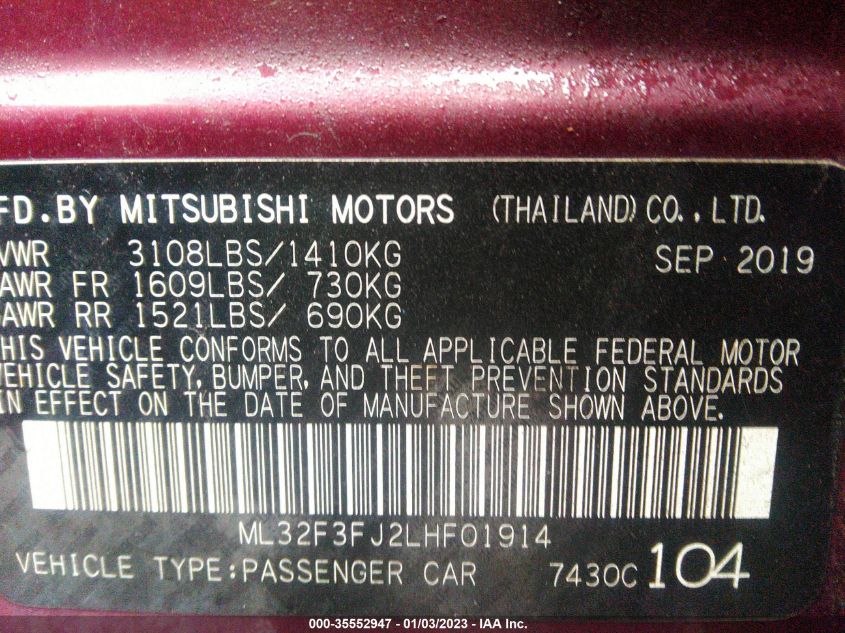 FD.BY MITSUBISHI MOTORS (THAILAND) CO., LTD.
VWR 3108LBS/1410KG SEP 2019
AWR FR 1609LBS/ 730KG
AWR RR 1521LBS/ 690KG
HIS VEHICLE CONFORMS TO ALL APPLICABLE FEDERAL MOTOR
VEHICLE SAFETY, BUMPER, AND THEFT PREVENTION STANDARDS
IN EFFECT ON THE DATE OF MANUFACTURE SHOWN ABOVE.
ML32F3FJ2LHF01914
VEHICLE TYPE:PASSENGER CAR 7430C 104
000-35552947 - 01/03/2023 - IAA Inc.